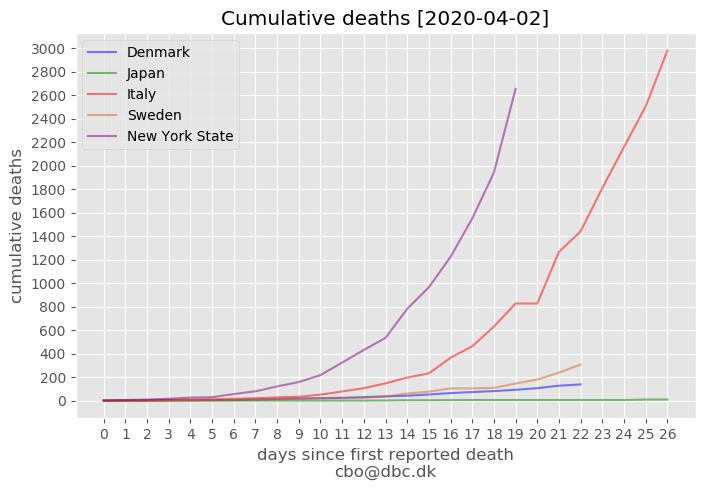 Cumulative deaths [2020-04-02]
Denmark
Japan
Italy
Sweden
New York State
cumulative deaths
3000
2800
2600
2400
2200
2000
1800
1600
1400
1200
1000
800
600
400
200
0
0 1 2 3 4 5 6 7 8 9 10 11 12 13 14 15 16 17 18 19 20 21 22 23 24 25 26
days since first reported death
cbo@dbc.dk